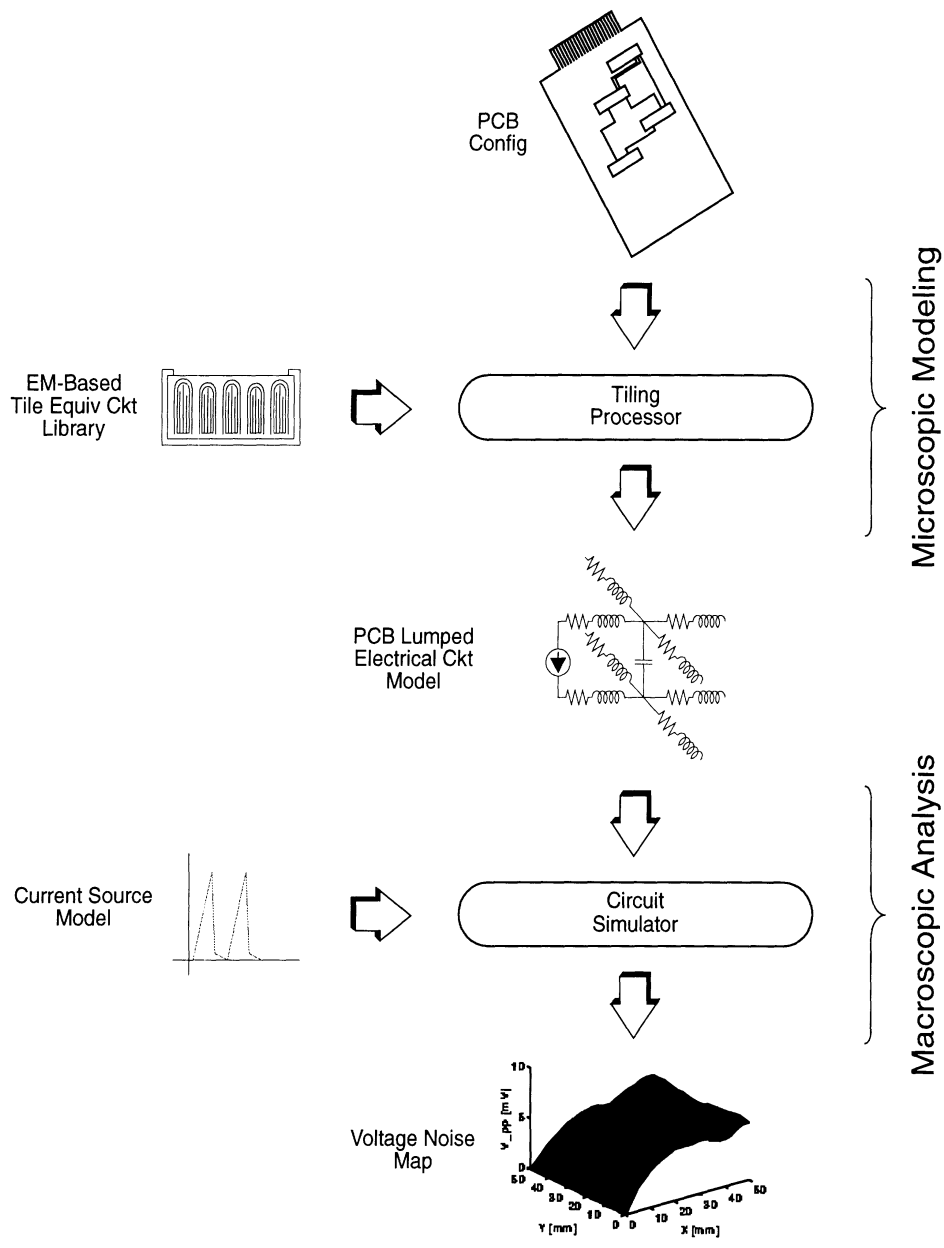 PCB
Config
Microscopic Modeling
EM-Based
Tile Equiv Ckt
Library
Tiling
Processor
PCB Lumped
Electrical Ckt
Model
Macroscopic Analysis
Current Source
Model
Circuit
Simulator
Voltage Noise
Map
V_PP [mV]
10
5
0
50
40
30
20
10
0
Y [mm]
0
10
20
30
40
50
X [mm]